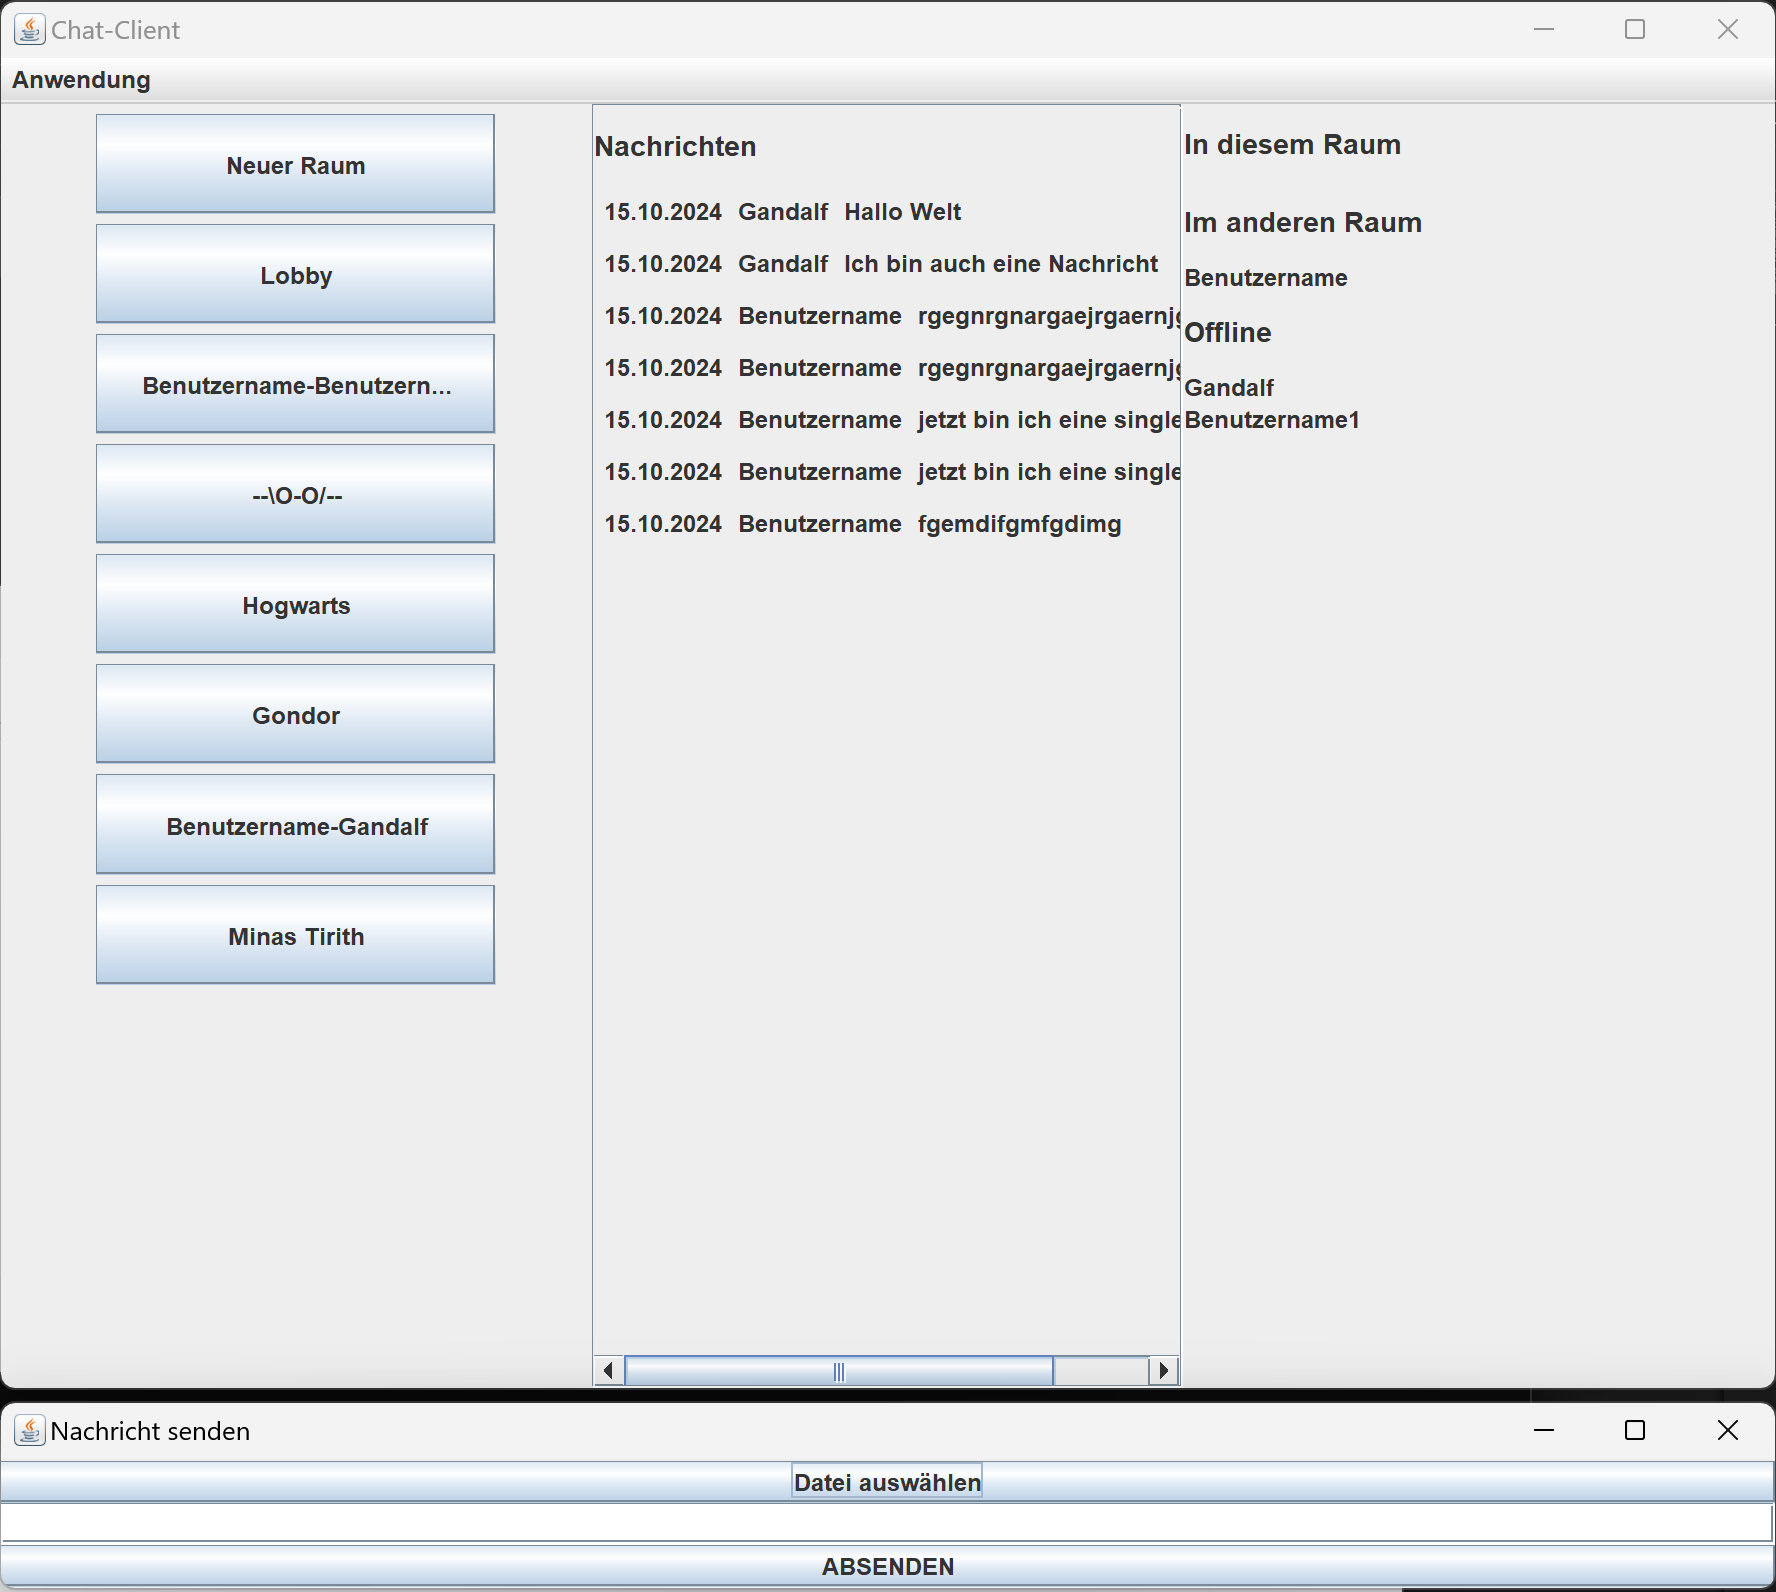 Chat-Client
Anwendung
Neuer Raum
Lobby
Benutzername-Benutzern...
--\O-O/--
Hogwarts
Gondor
Benutzername-Gandalf
Minas Tirith
Nachrichten
15.10.2024 Gandalf Hallo Welt
15.10.2024 Gandalf Ich bin auch eine Nachricht
15.10.2024 Benutzername rgegnrgnargaejrgaernjg
15.10.2024 Benutzername rgegnrgnargaejrgaernjg
15.10.2024 Benutzername jetzt bin ich eine single
15.10.2024 Benutzername jetzt bin ich eine single
15.10.2024 Benutzername fgemdifgmfgdimg
In diesem Raum
Im anderen Raum
Benutzername
Offline
Gandalf
Benutzername1
Nachricht senden
Datei auswählen
ABSENDEN